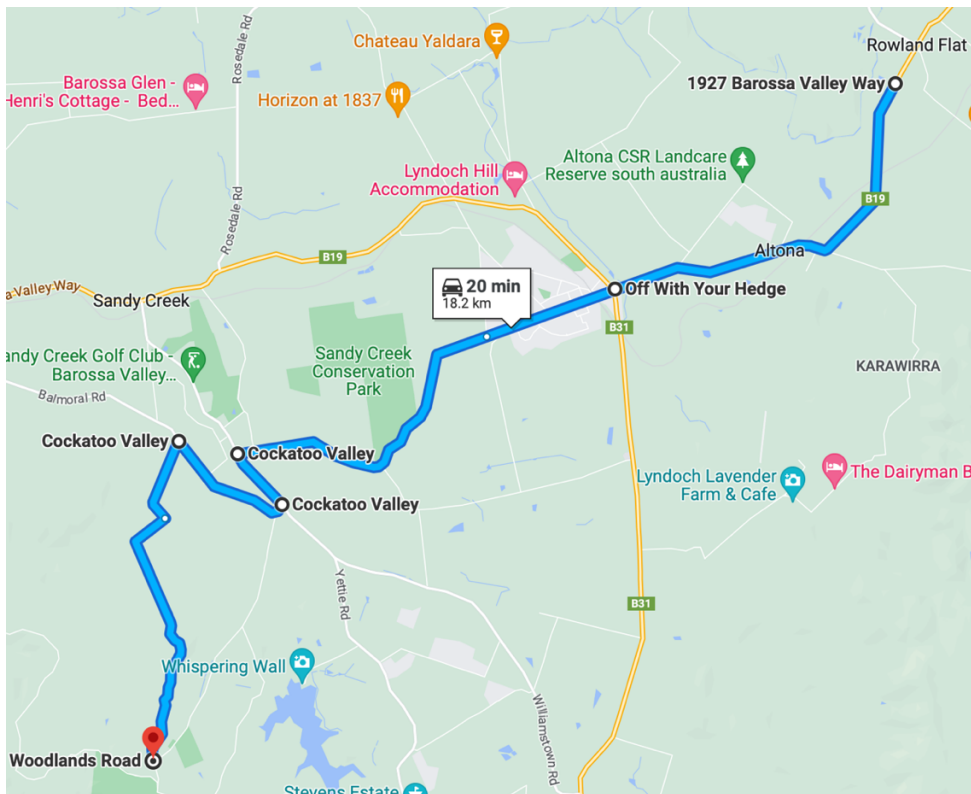 Rowland Flat
Chateau Yaldara
Rosedale Rd
Barossa Glen -
Henri's Cottage - Bed...
1927 Barossa Valley Way
Horizon at 1837
Altona CSR Landcare
Reserve south australia
Lyndoch Hill
Accommodation
Rosedale Rd
B19
Altona
B19
20 min
18.2 km
Off With Your Hedge
a Valley Way
Sandy Creek
B31
Sandy Creek
Conservation
Park
andy Creek Golf Club -
Barossa Valley...
KARAWIRRA
Balmoral Rd
Cockatoo Valley
Cockatoo Valley
Lyndoch Lavender
Farm & Cafe
The Dairyman B
Cockatoo Valley
Yettie Rd
B31
Whispering Wall
Williamstown Rd
Woodlands Road
Stevens Estate